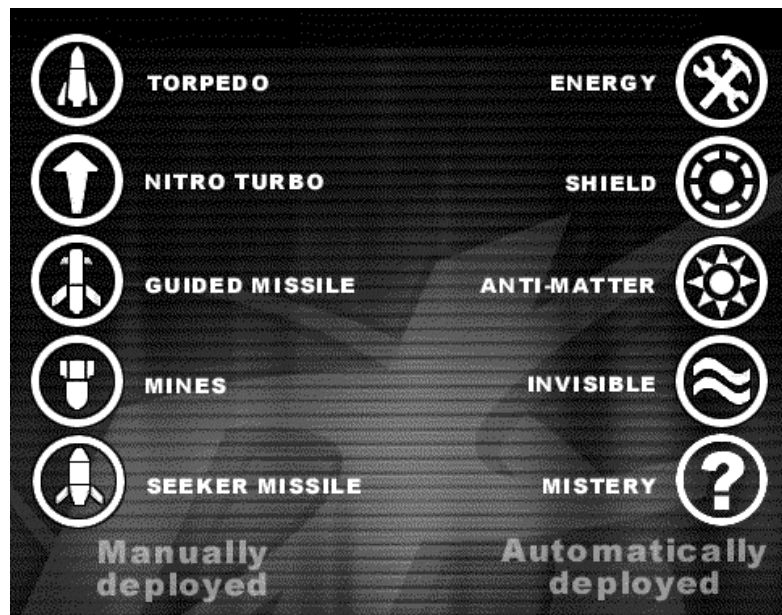 TORPEDO
NITRO TURBO
GUIDED MISSILE
MINES
SEEKER MISSILE
Manually
deployed
ENERGY
SHIELD
ANTI-MATTER
INVISIBLE
MISTERY
?
Automatically
deployed